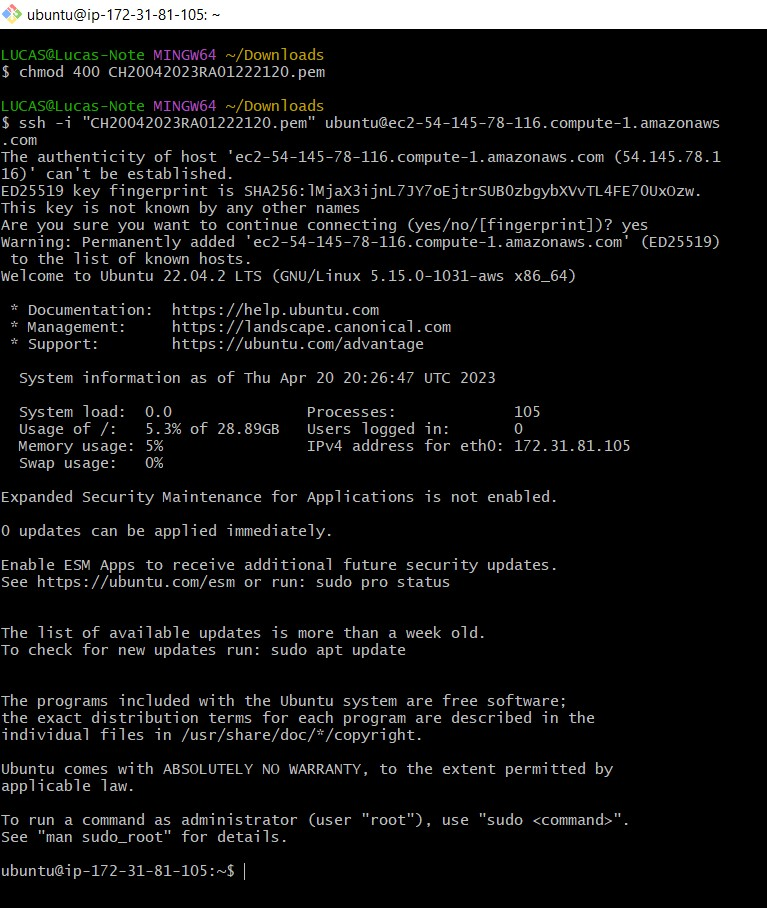 ubuntu@ip-172-31-81-105: ~
LUCAS@Lucas-Note MINGW64 ~/Downloads
$ chmod 400 CH20042023RA01222120.pem
LUCAS@Lucas-Note MINGW64 ~/Downloads
$ ssh -i "CH20042023RA01222120.pem" ubuntu@ec2-54-145-78-116.compute-1.amazonaws
.com
The authenticity of host 'ec2-54-145-78-116.compute-1.amazonaws.com (54.145.78.1
16)' can't be established.
ED25519 key fingerprint is SHA256:lMjaX3ijnL7JY7oEjtrSUB0zbgybXVvTL4FE70UxOzw.
This key is not known by any other names
Are you sure you want to continue connecting (yes/no/[fingerprint])? yes
Warning: Permanently added 'ec2-54-145-78-116.compute-1.amazonaws.com' (ED25519)
 to the list of known hosts.
Welcome to Ubuntu 22.04.2 LTS (GNU/Linux 5.15.0-1031-aws x86_64)
 * Documentation:  https://help.ubuntu.com
 * Management:     https://landscape.canonical.com
 * Support:        https://ubuntu.com/advantage
  System information as of Thu Apr 20 20:26:47 UTC 2023
  System load:  0.0               Processes:             105
  Usage of /:   5.3% of 28.89GB   Users logged in:       0
  Memory usage: 5%                IPv4 address for eth0: 172.31.81.105
  Swap usage:   0%
Expanded Security Maintenance for Applications is not enabled.
0 updates can be applied immediately.
Enable ESM Apps to receive additional future security updates.
See https://ubuntu.com/esm or run: sudo pro status
The list of available updates is more than a week old.
To check for new updates run: sudo apt update
The programs included with the Ubuntu system are free software;
the exact distribution terms for each program are described in the
individual files in /usr/share/doc/*/copyright.
Ubuntu comes with ABSOLUTELY NO WARRANTY, to the extent permitted by
applicable law.
To run a command as administrator (user "root"), use "sudo <command>".
See "man sudo_root" for details.
ubuntu@ip-172-31-81-105:~$